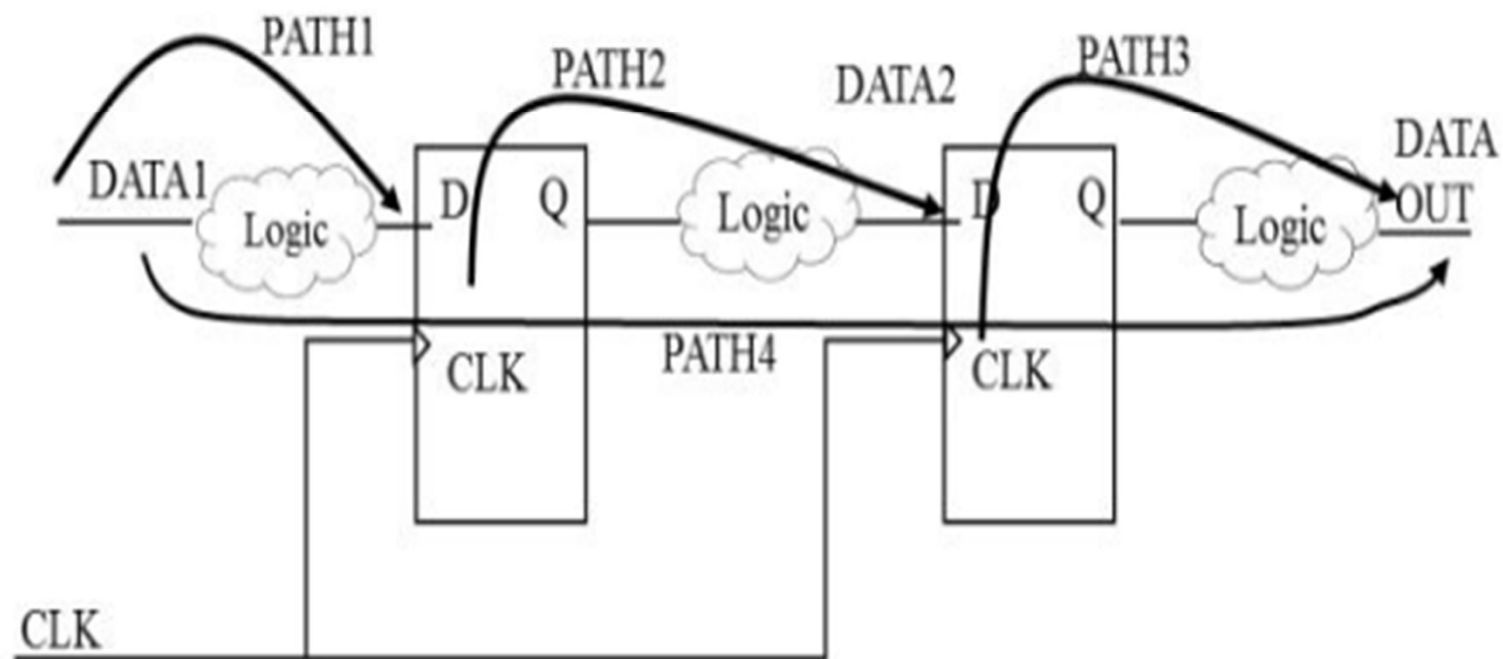 PATH1
PATH2
DATA2
PATH3
DATA
OUT
DATA1
Logic
D
Q
Logic
D
Q
Logic
CLK
PATH4
CLK
CLK